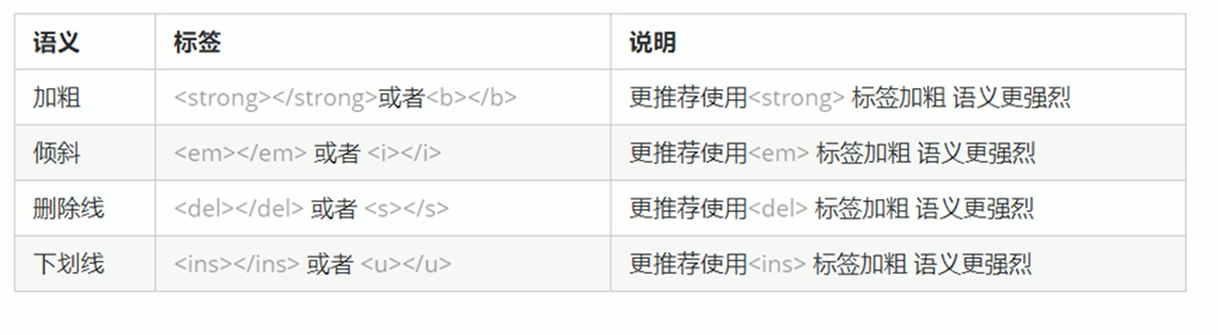 语义 标签 说明
加粗 <strong></strong>或者<b></b> 更推荐使用<strong> 标签加粗 语义更强烈
倾斜 <em></em> 或者 <i></i> 更推荐使用<em> 标签加粗 语义更强烈
删除线 <del></del> 或者 <s></s> 更推荐使用<del> 标签加粗 语义更强烈
下划线 <ins></ins> 或者 <u></u> 更推荐使用<ins> 标签加粗 语义更强烈